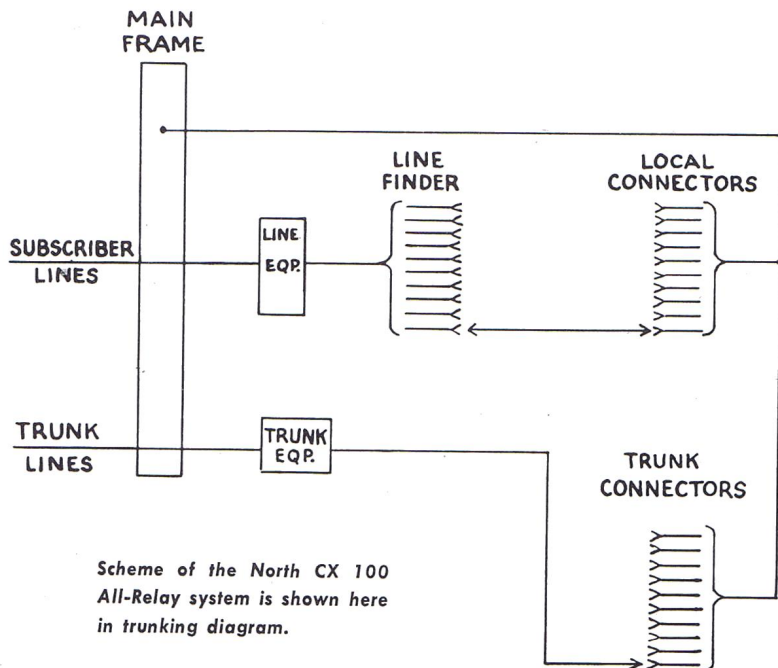 MAIN
FRAME
LINE
FINDER
LOCAL
CONNECTORS
SUBSCRIBER
LINES
LINE
EQP.
TRUNK
LINES
TRUNK
EQP.
TRUNK
CONNECTORS
Scheme of the North CX 100
All-Relay system is shown here
in trunking diagram.